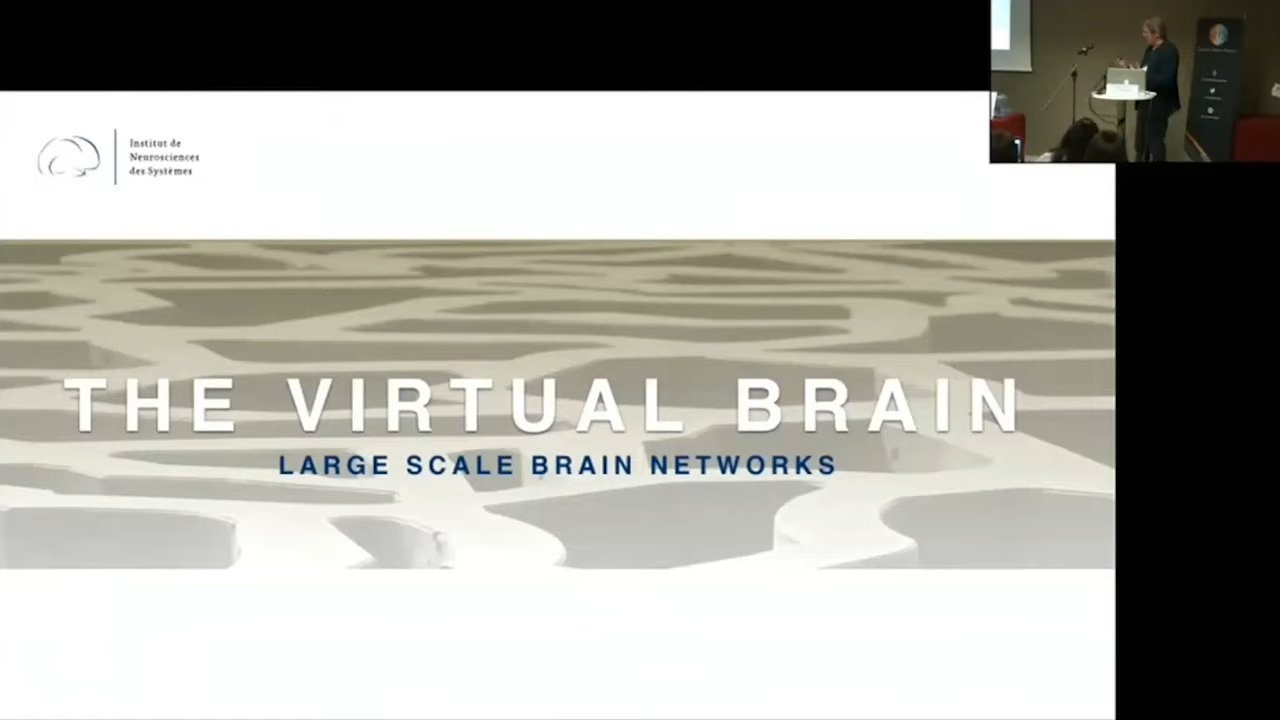 Institut de
Neurosciences
des Systèmes
THE VIRTUAL BRAIN
LARGE SCALE BRAIN NETWORKS